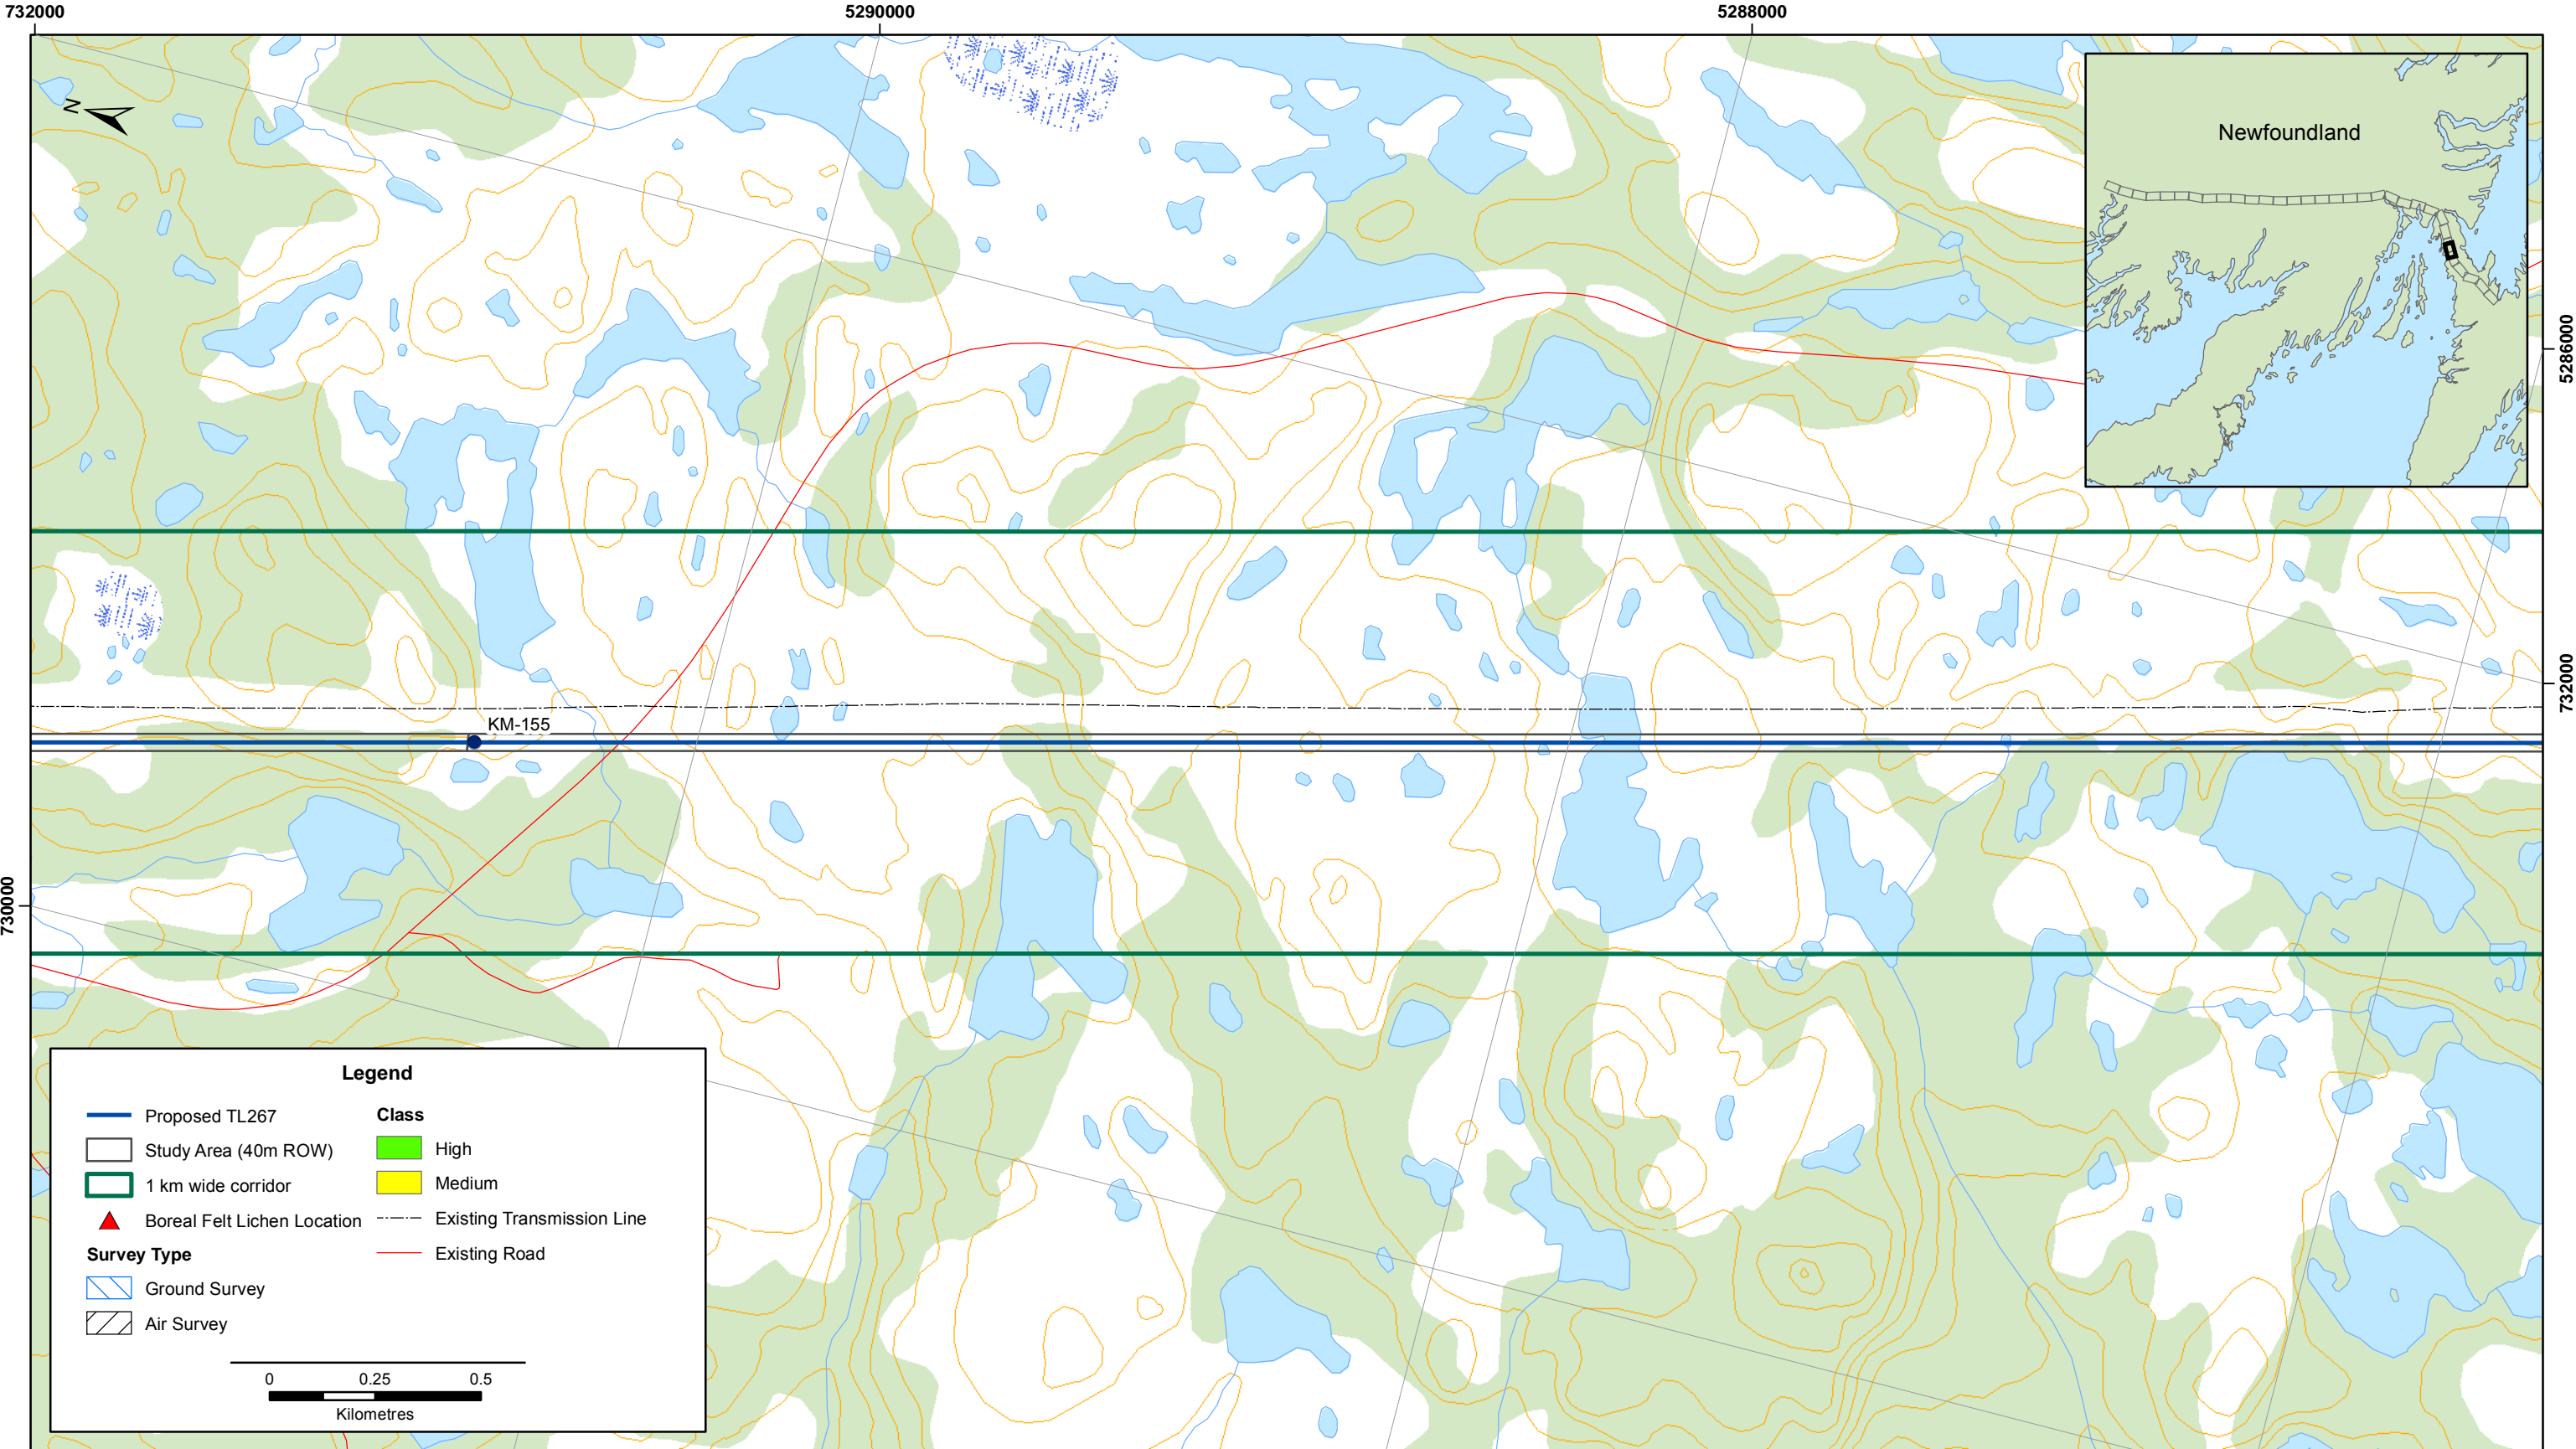 732000
5290000
5288000
N
Newfoundland
5286000
732000
KM-155
730000
Legend
Proposed TL267
Study Area (40m ROW)
1 km wide corridor
Boreal Felt Lichen Location
Survey Type
Ground Survey
Air Survey
Class
High
Medium
Existing Transmission Line
Existing Road
0 0.25 0.5
Kilometres